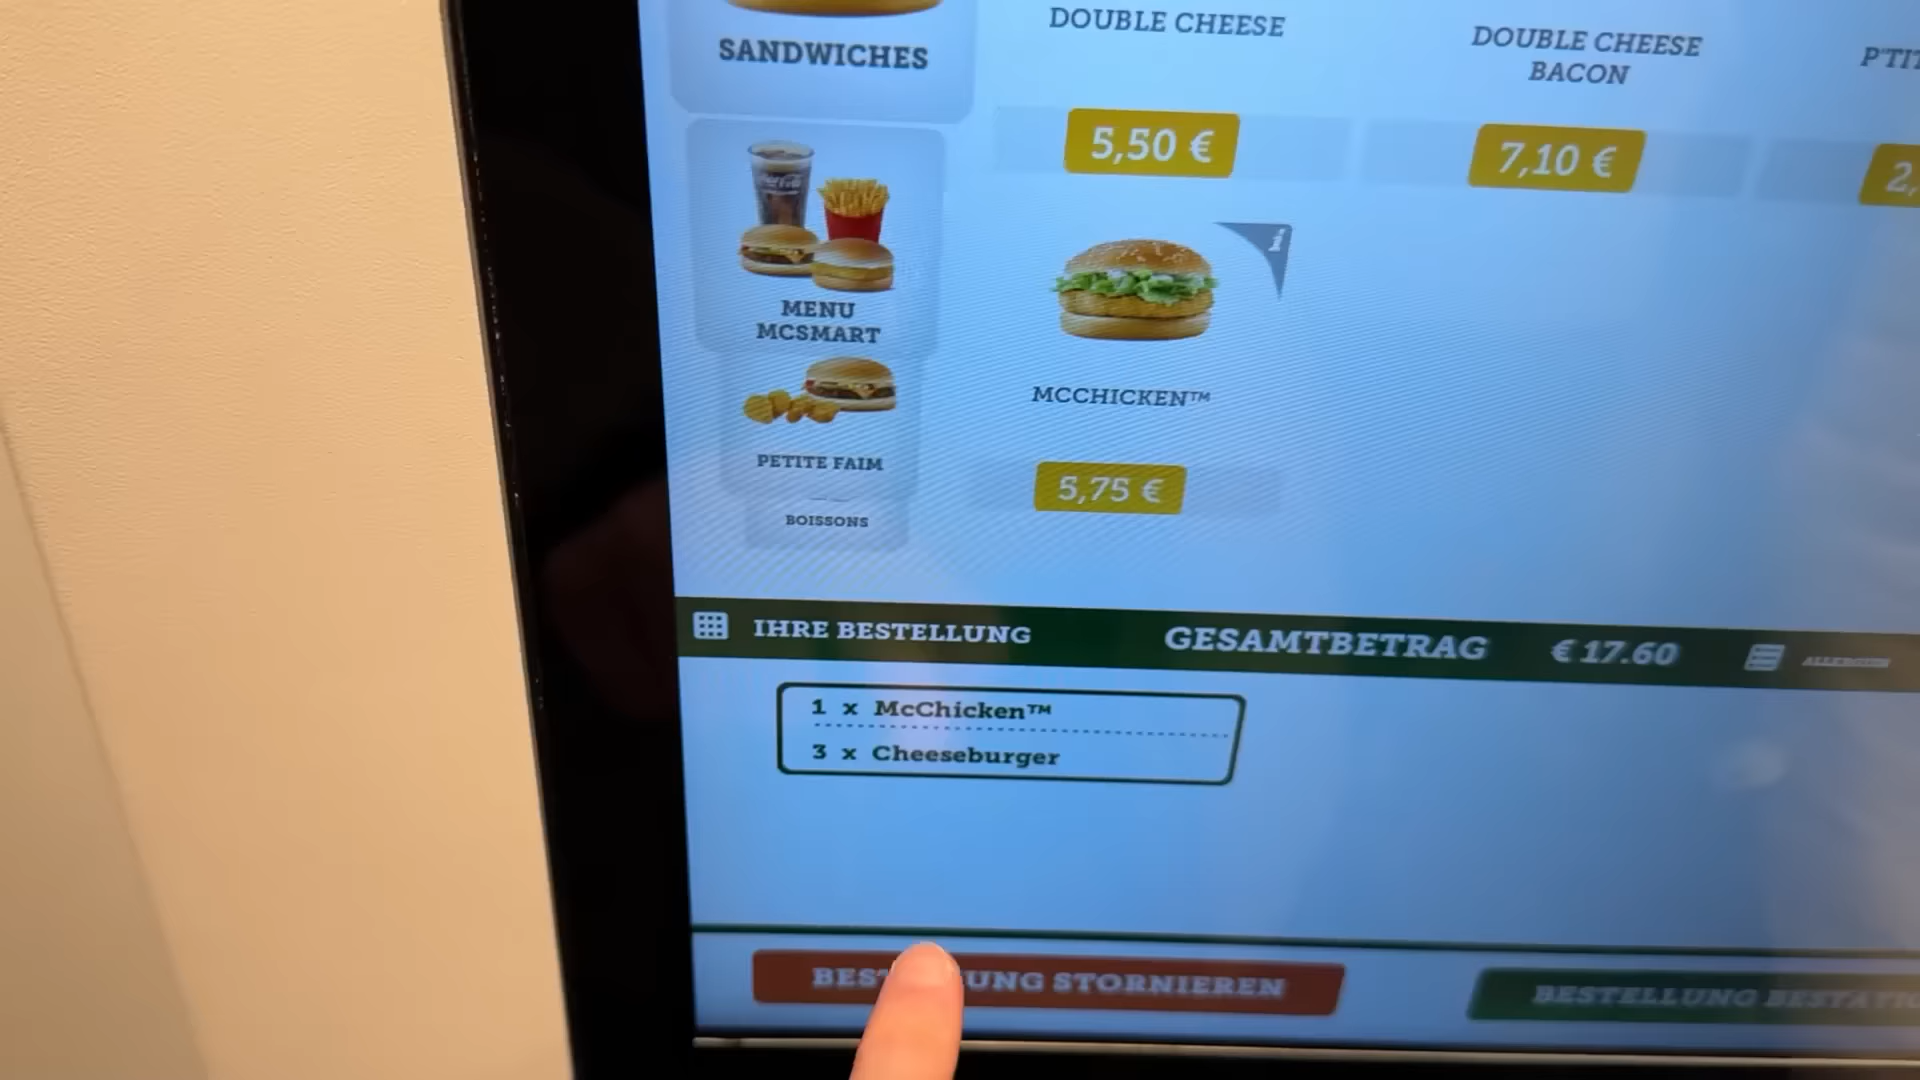 SANDWICHES
DOUBLE CHEESE
DOUBLE CHEESE
BACON
5,50 €
7,10 €
MENU
MCSMART
MCCHICKEN™
PETITE FAIM
5,75 €
BOISSONS
IHRE BESTELLUNG
GESAMTBETRAG
€ 17.60
1 x McChicken™
3 x Cheeseburger
STORNIEREN
BESTELLUNG